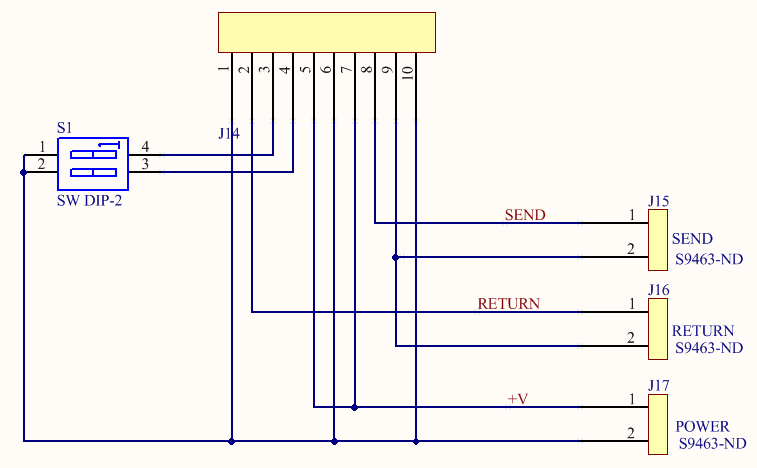 1 2 3 4 5 6 7 8 9 10
J14
S1
1 4
2 3
SW DIP-2
J15
SEND 1
SEND
2
S9463-ND
J16
RETURN 1
RETURN
2
S9463-ND
J17
+V 1
POWER
2
S9463-ND